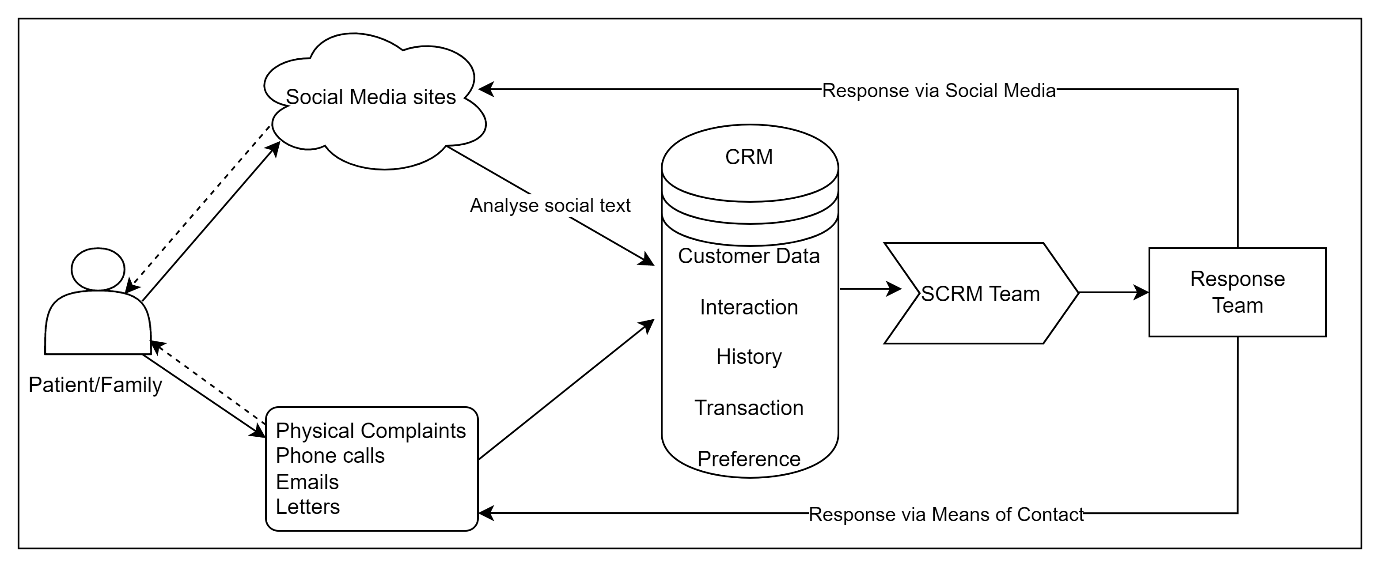 Social Media sites
Response via Social Media
CRM
Analyse social text
Customer Data
Interaction
History
Transaction
Preference
SCRM Team
Response
Team
Patient/Family
Physical Complaints
Phone calls
Emails
Letters
Response via Means of Contact